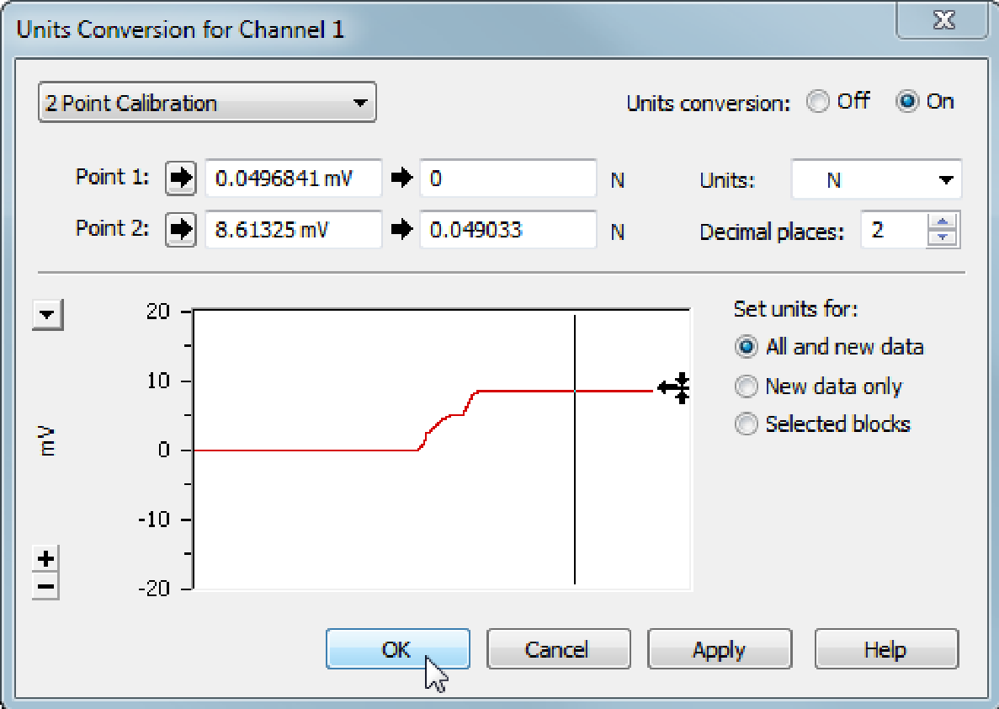 Units Conversion for Channel 1
2 Point Calibration
Units conversion: Off On
Point 1: 0.0496841 mV 0 N Units: N
Point 2: 8.61325 mV 0.049033 N Decimal places: 2
Set units for:
All and new data
New data only
Selected blocks
20
10
0
-10
-20
mV
+
−
OK Cancel Apply Help